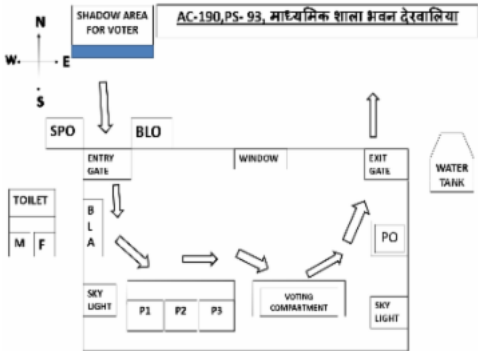 AC-190,PS- 93, माध्यमिक शाला भवन देरवालिया
SHADOW AREA
FOR VOTER
N
W
E
S
SPO
BLO
ENTRY
GATE
WINDOW
EXIT
GATE
WATER
TANK
TOILET
M F
B
L
A
PO
SKY
LIGHT
P1 P2 P3
VOTING
COMPARTMENT
SKY
LIGHT